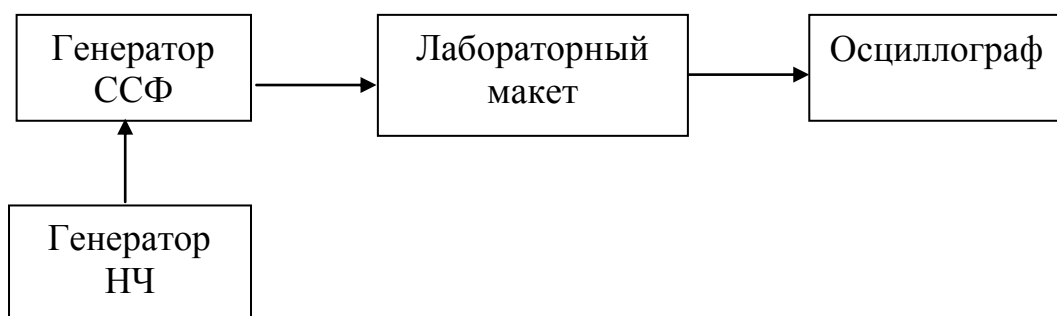 Генератор
ССФ
Лабораторный
макет
Осциллограф
Генератор
НЧ